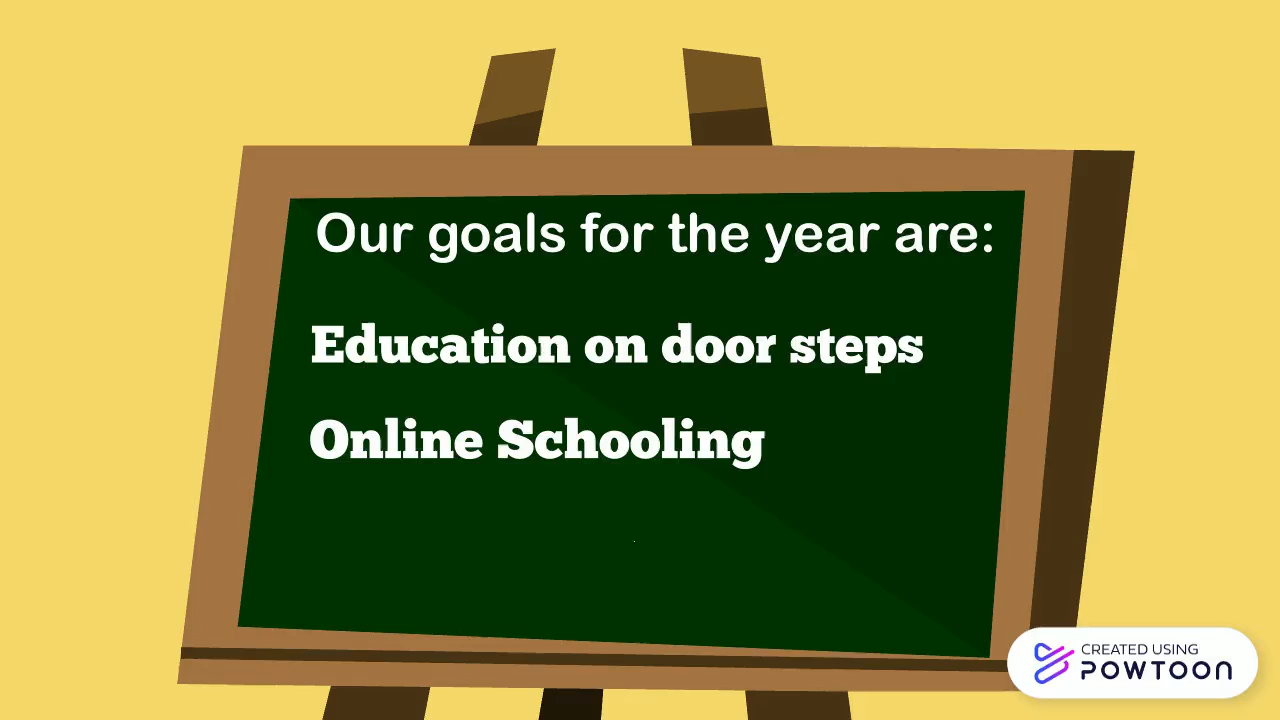 Our goals for the year are:
Education on door steps
Online Schooling
CREATED USING
POWTOON